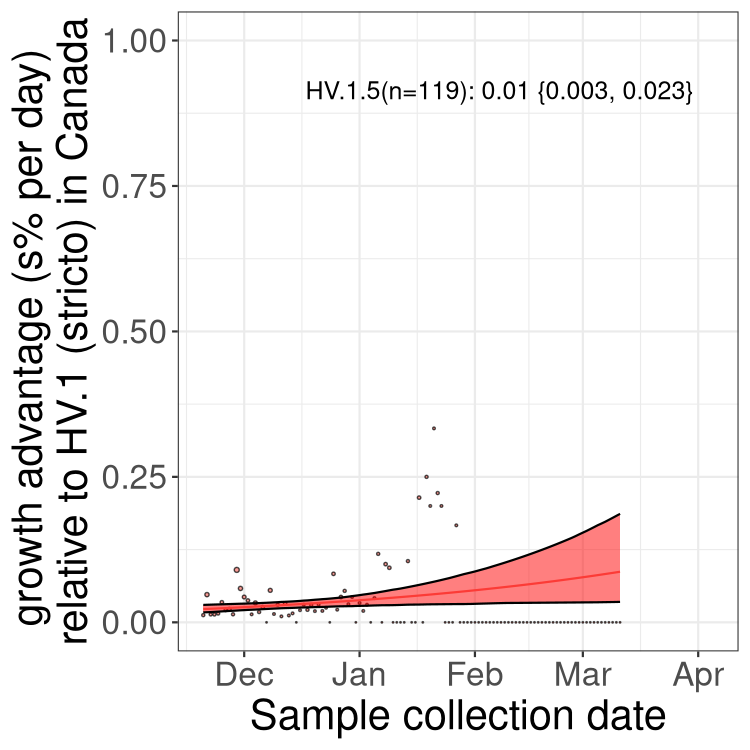 growth advantage (s% per day)
relative to HV.1 (stricto) in Canada
1.00
0.75
0.50
0.25
0.00
HV.1.5(n=119): 0.01 {0.003, 0.023}
Dec Jan Feb Mar Apr
Sample collection date